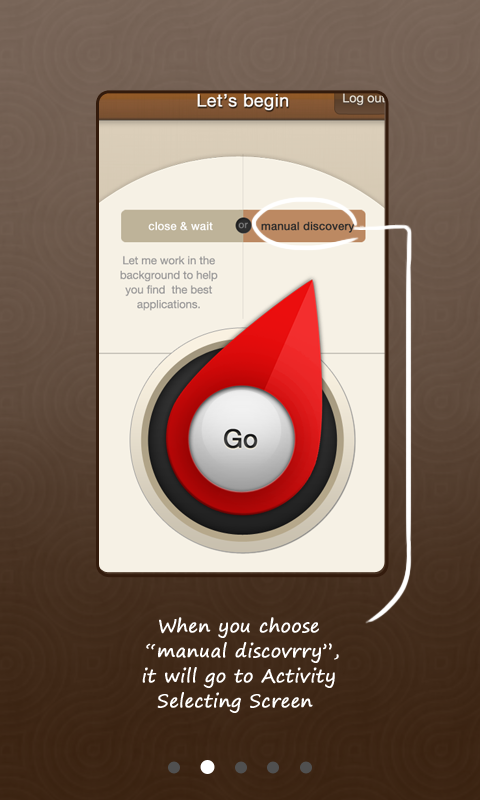 Let's begin
Log out
close & wait
or
manual discovery
Let me work in the
background to help
you find the best
applications.
Go
When you choose
“manual discovrry”,
it will go to Activity
Selecting Screen